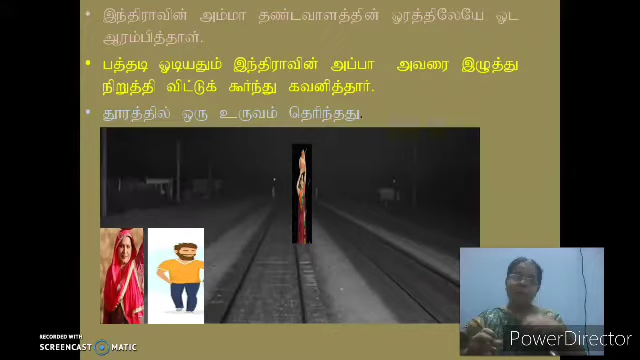 இந்திராவின் அம்மா தண்டவாளத்தின் ஓரத்திலேயே ஓட
ஆரம்பித்தாள்.
பத்தடி ஓடியதும் இந்திராவின் அப்பா அவரை இழுத்து
நிறுத்தி விட்டுக் கூர்ந்து கவனித்தார்.
தூரத்தில் ஒரு உருவம் தெரிந்தது.
RECORDED WITH
SCREENCAST MATIC
PowerDirector